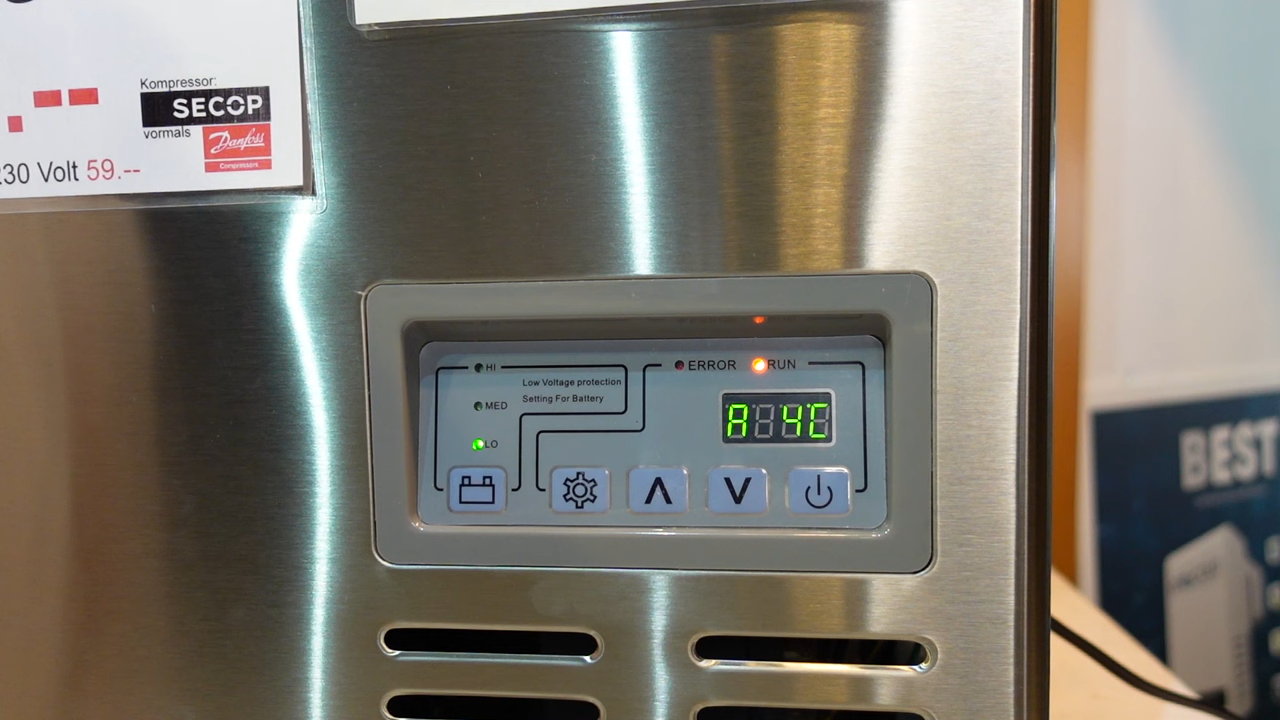 Kompressor:
SECOP
vormals
Danfoss
Compressors
230 Volt 59.--
HI
MED
LO
Low Voltage protection
Setting For Battery
ERROR
RUN
A 4C
BEST